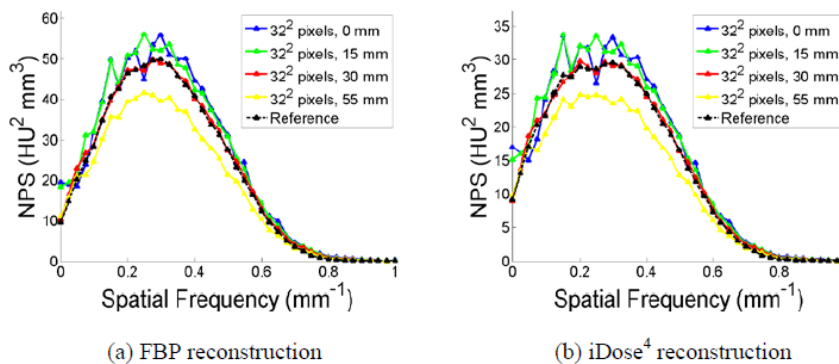 60
50
40
30
20
10
0
NPS (HU² mm³)
0 0.2 0.4 0.6 0.8 1
Spatial Frequency (mm⁻¹)
32² pixels, 0 mm
32² pixels, 15 mm
32² pixels, 30 mm
32² pixels, 55 mm
Reference
(a) FBP reconstruction
40
35
30
25
20
15
10
5
0
NPS (HU² mm³)
0 0.2 0.4 0.6 0.8
Spatial Frequency (mm⁻¹)
32² pixels, 0 mm
32² pixels, 15 mm
32² pixels, 30 mm
32² pixels, 55 mm
Reference
(b) iDose⁴ reconstruction